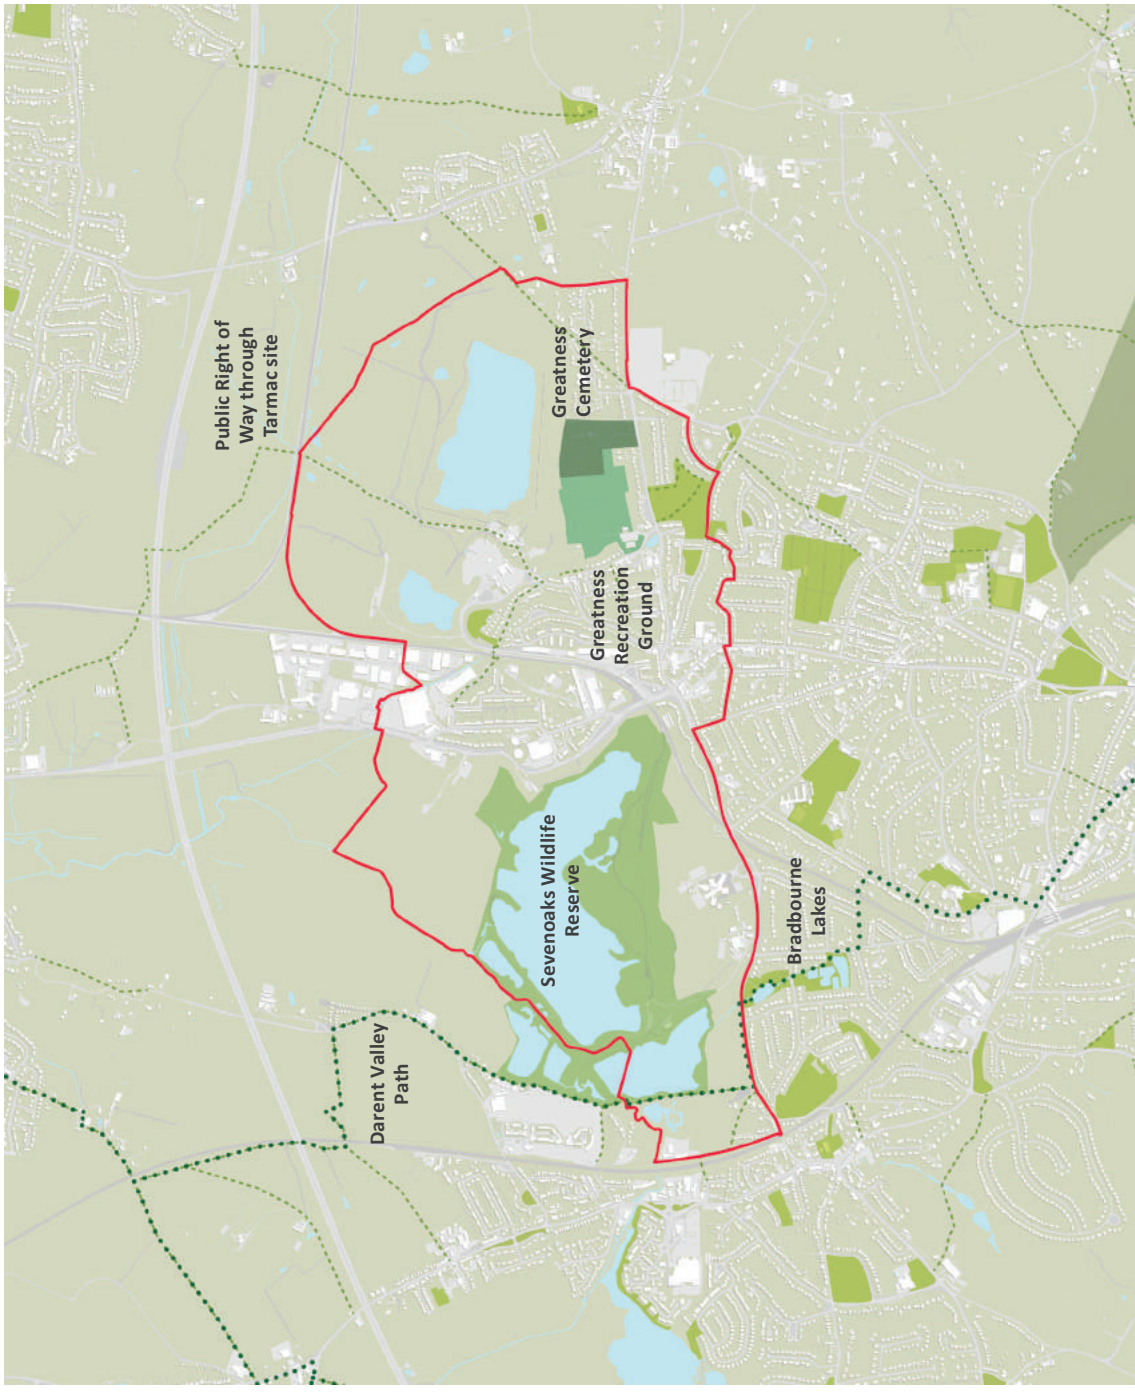 Public Right of
Way through
Tarmac site
Greatness
Cemetery
Greatness
Recreation
Ground
Sevenoaks Wildlife
Reserve
Bradbourne
Lakes
Darent Valley
Path